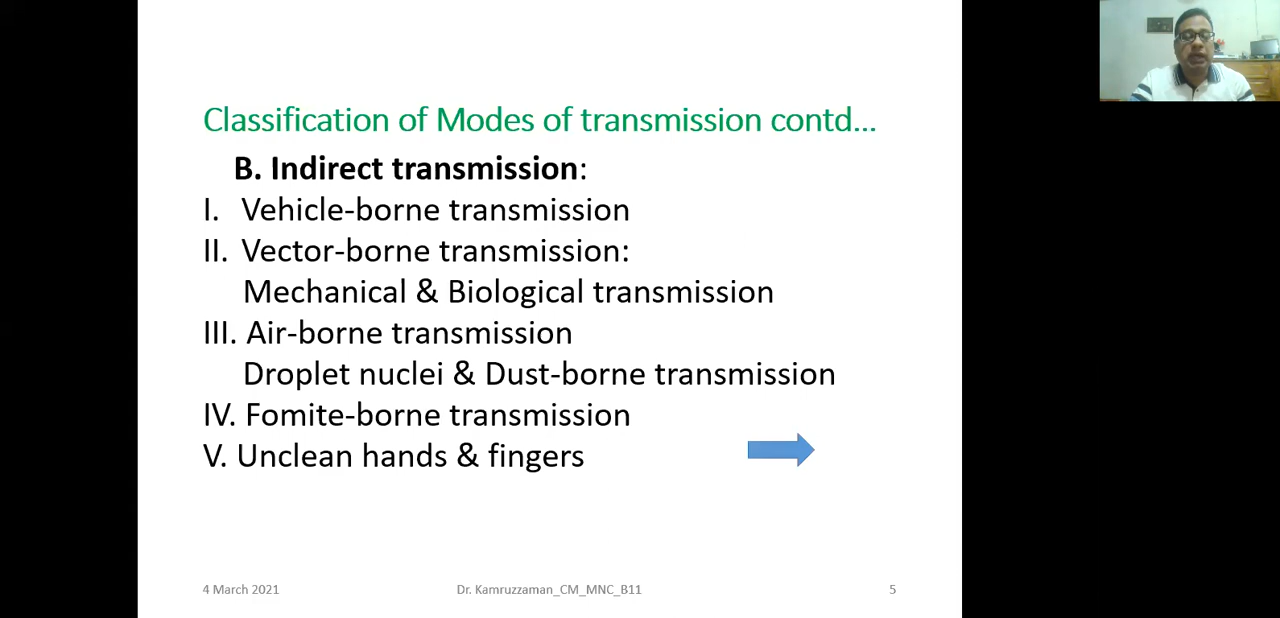 Classification of Modes of transmission contd...
B. Indirect transmission:
I. Vehicle-borne transmission
II. Vector-borne transmission:
Mechanical & Biological transmission
III. Air-borne transmission
Droplet nuclei & Dust-borne transmission
IV. Fomite-borne transmission
V. Unclean hands & fingers
4 March 2021
Dr. Kamruzzaman_CM_MNC_B11
5